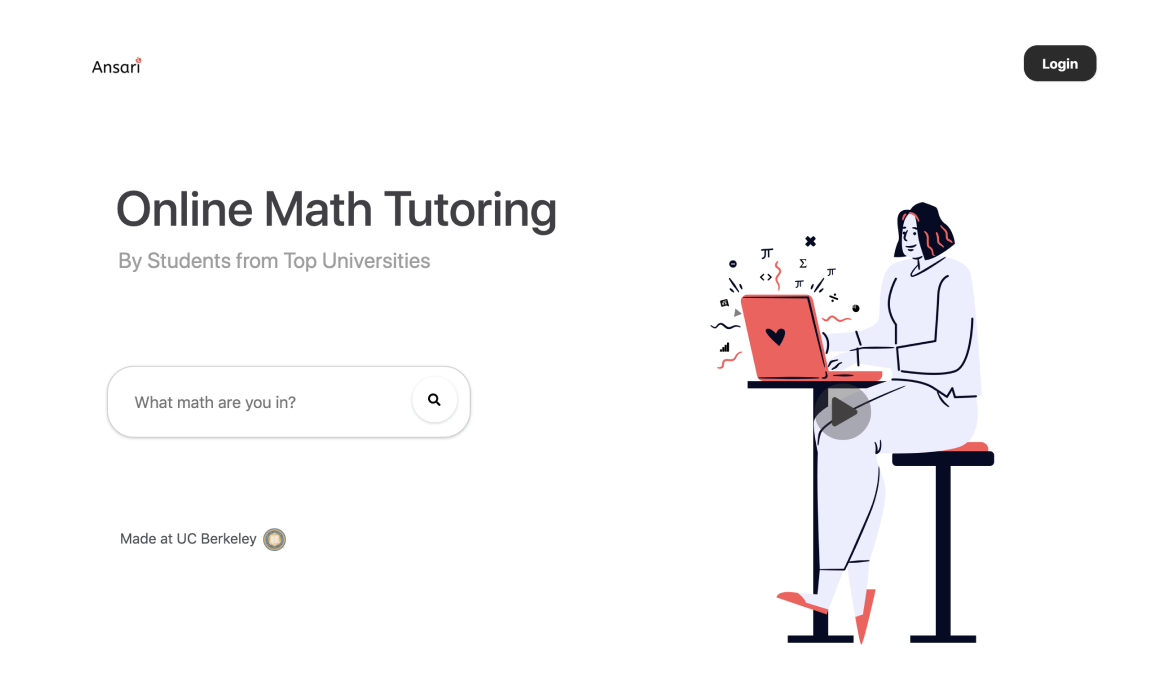 Ansari
Login
Online Math Tutoring
By Students from Top Universities
What math are you in?
Made at UC Berkeley